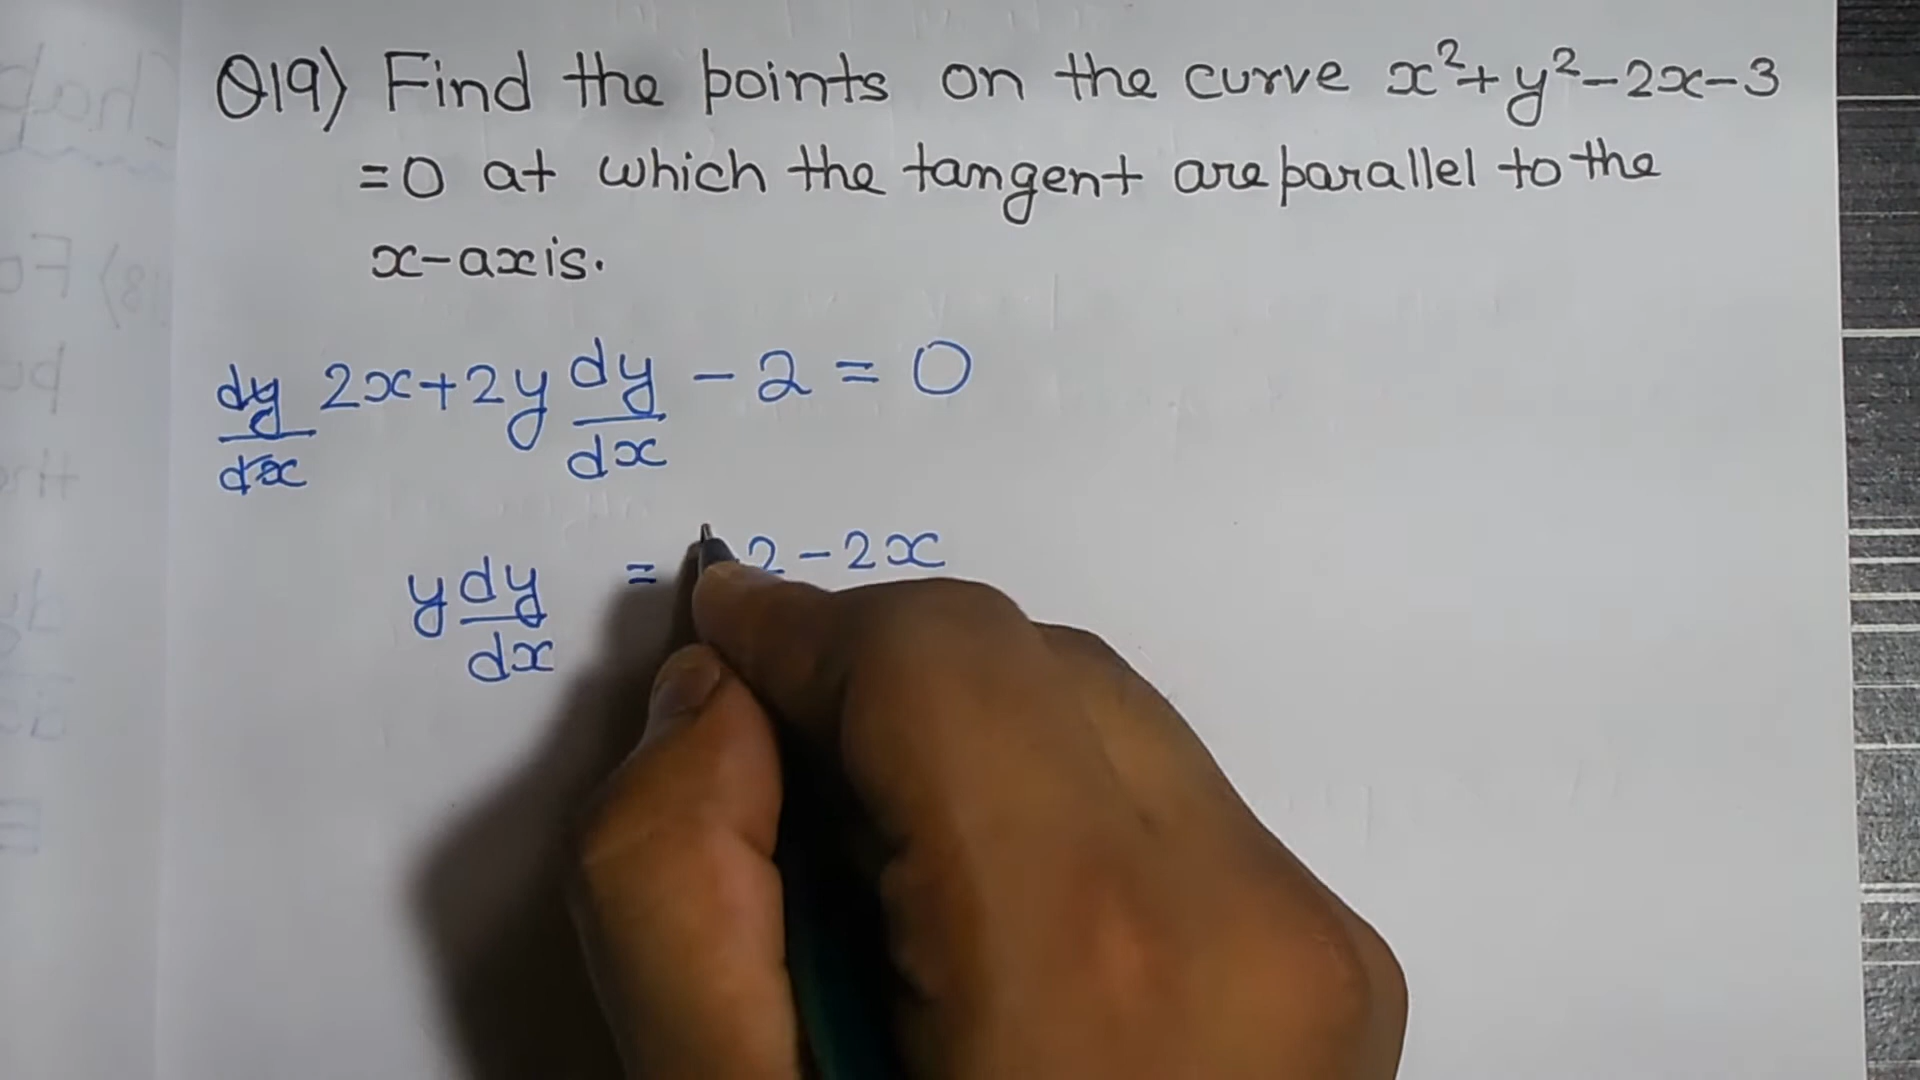 Q19) Find the points on the curve x²+y²-2x-3
=0 at which the tangent are parallel to the
x-axis.
dy/dx 2x+2y dy/dx - 2 = 0
y dy/dx = 2-2x